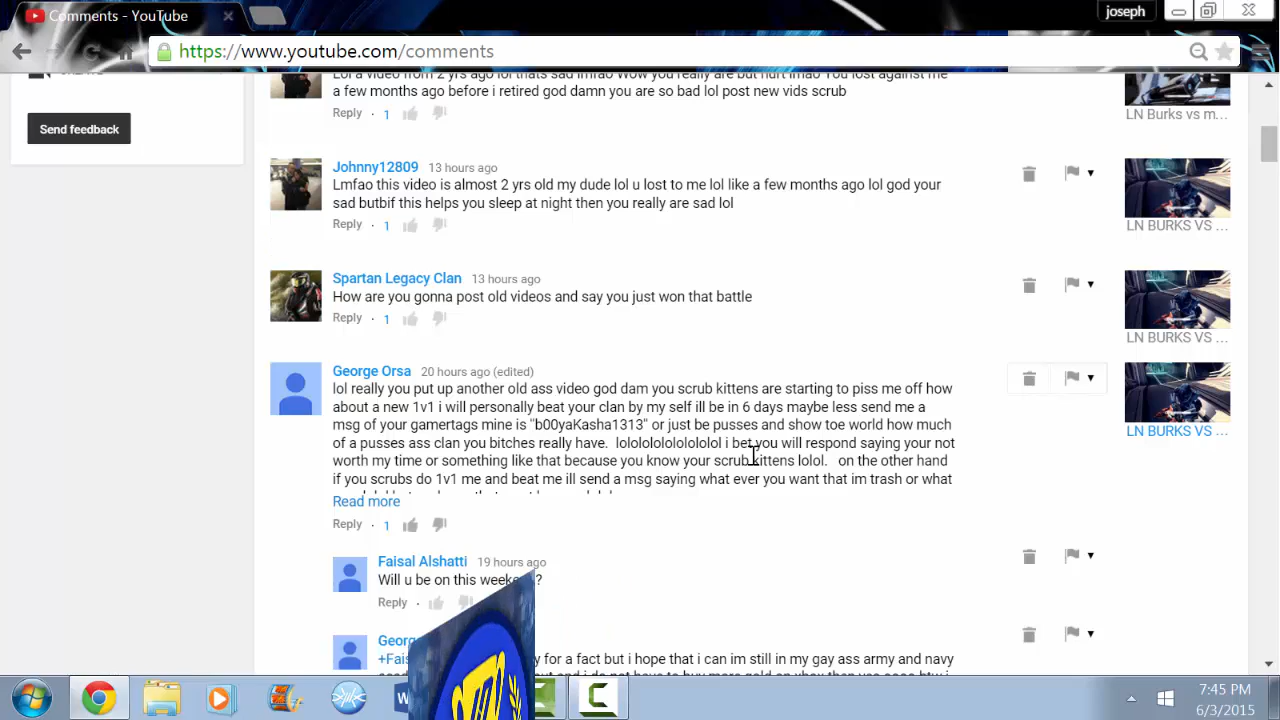 Comments - YouTube
joseph
https://www.youtube.com/comments
Lol a video from 2 yrs ago lol thats sad lmfao Wow you really are but hurt lmao You lost against me
a few months ago before i retired god damn you are so bad lol post new vids scrub
Reply · 1
LN Burks vs m...
Send feedback
Johnny12809 13 hours ago
Lmfao this video is almost 2 yrs old my dude lol u lost to me lol like a few months ago lol god your
sad butbif this helps you sleep at night then you really are sad lol
Reply · 1
LN BURKS VS ...
Spartan Legacy Clan 13 hours ago
How are you gonna post old videos and say you just won that battle
Reply · 1
LN BURKS VS ...
George Orsa 20 hours ago (edited)
lol really you put up another old ass video god dam you scrub kittens are starting to piss me off how
about a new 1v1 i will personally beat your clan by my self ill be in 6 days maybe less send me a
msg of your gamertags mine is "b00yaKasha1313" or just be pusses and show toe world how much
of a pusses ass clan you bitches really have. lolololololololololol i bet you will respond saying your not
worth my time or something like that because you know your scrub kittens lolol. on the other hand
if you scrubs do 1v1 me and beat me ill send a msg saying what ever you want that im trash or what
Read more
Reply · 1
LN BURKS VS ...
Faisal Alshatti 19 hours ago
Will u be on this ?
Reply ·
for a fact but i hope that i can im still in my gay ass army and navy
7:45 PM
6/3/2015